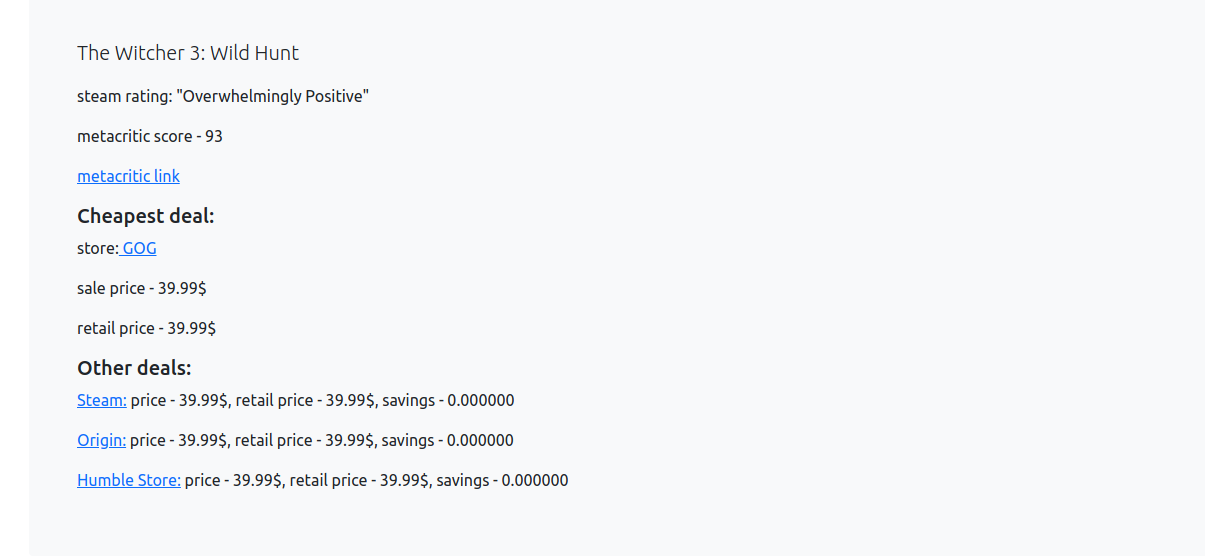 The Witcher 3: Wild Hunt
steam rating: "Overwhelmingly Positive"
metacritic score - 93
metacritic link
Cheapest deal:
store: GOG
sale price - 39.99$
retail price - 39.99$
Other deals:
Steam: price - 39.99$, retail price - 39.99$, savings - 0.000000
Origin: price - 39.99$, retail price - 39.99$, savings - 0.000000
Humble Store: price - 39.99$, retail price - 39.99$, savings - 0.000000